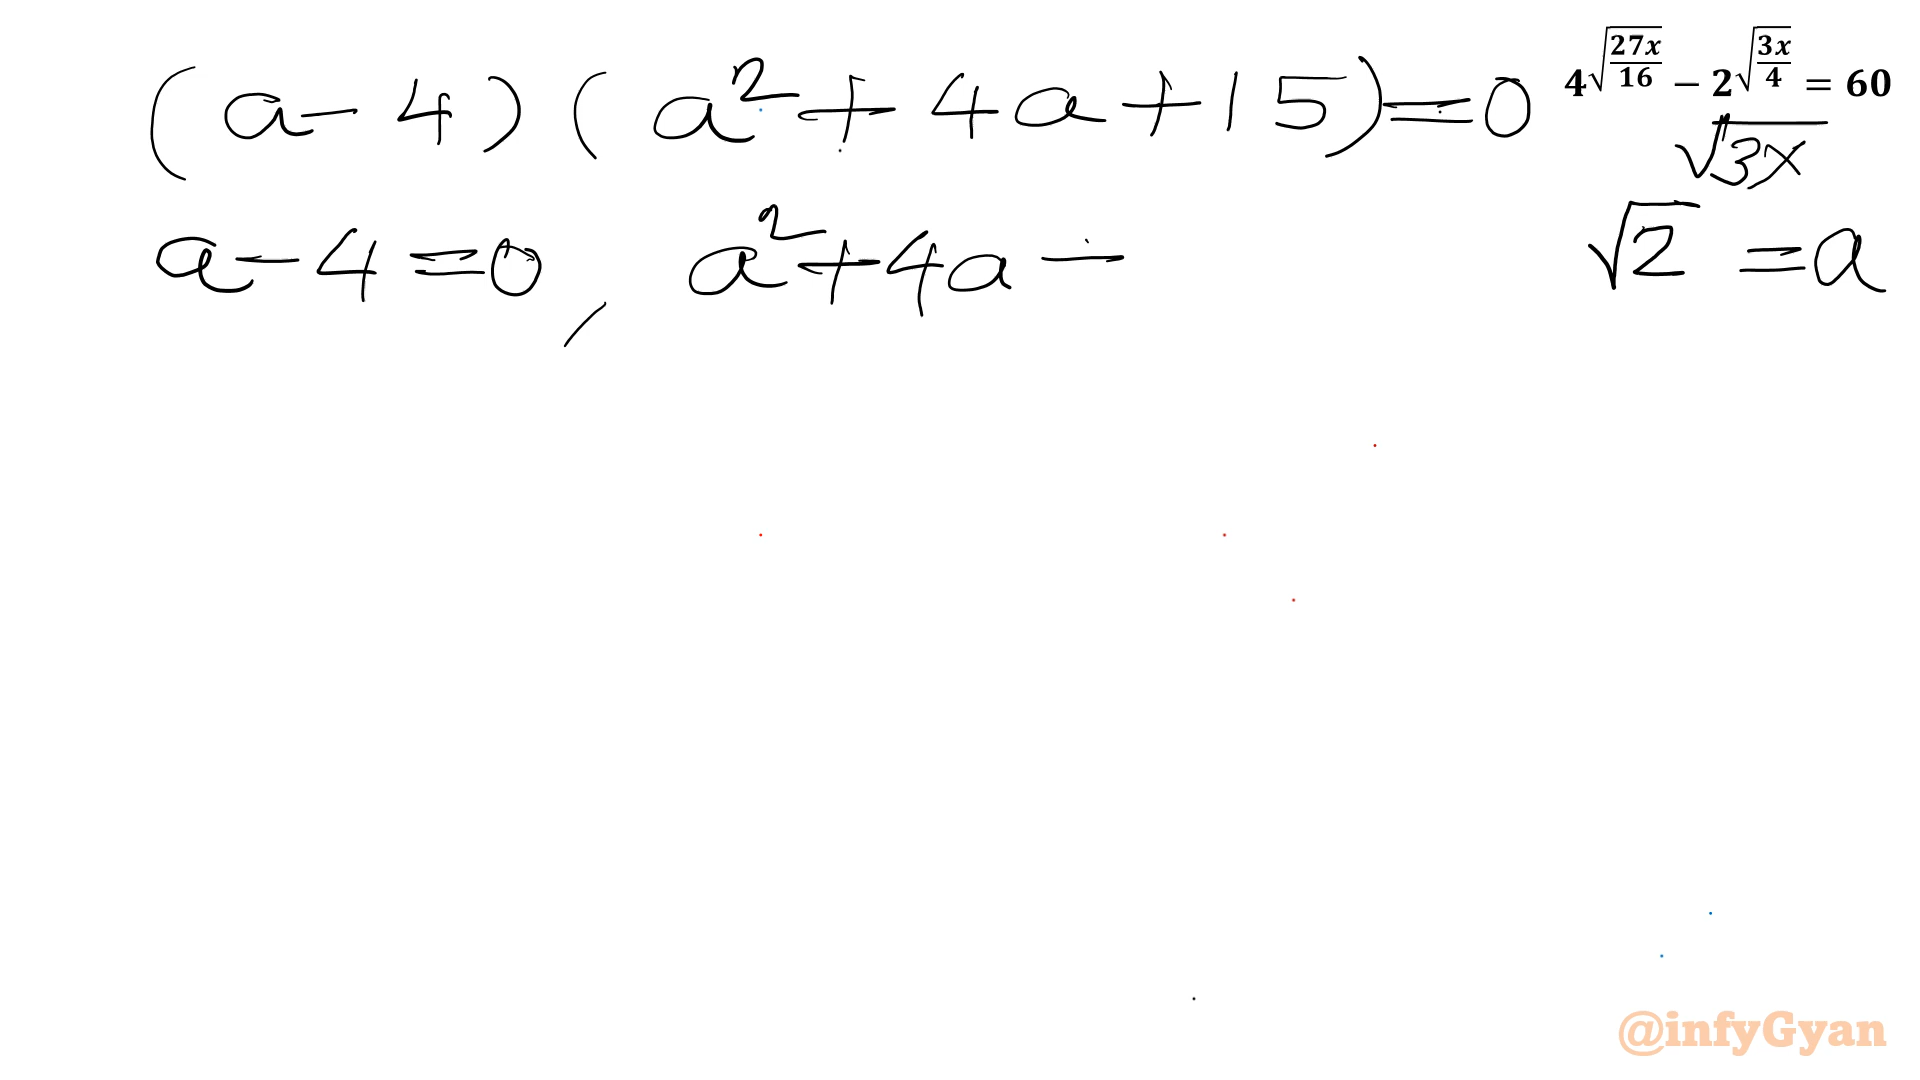 (a-4)(a²+4a+15)=0
4^√(27x/16) − 2^√(3x/4) = 60
a-4=0, a²+4a-
√2^√(3x) = a
@infyGyan